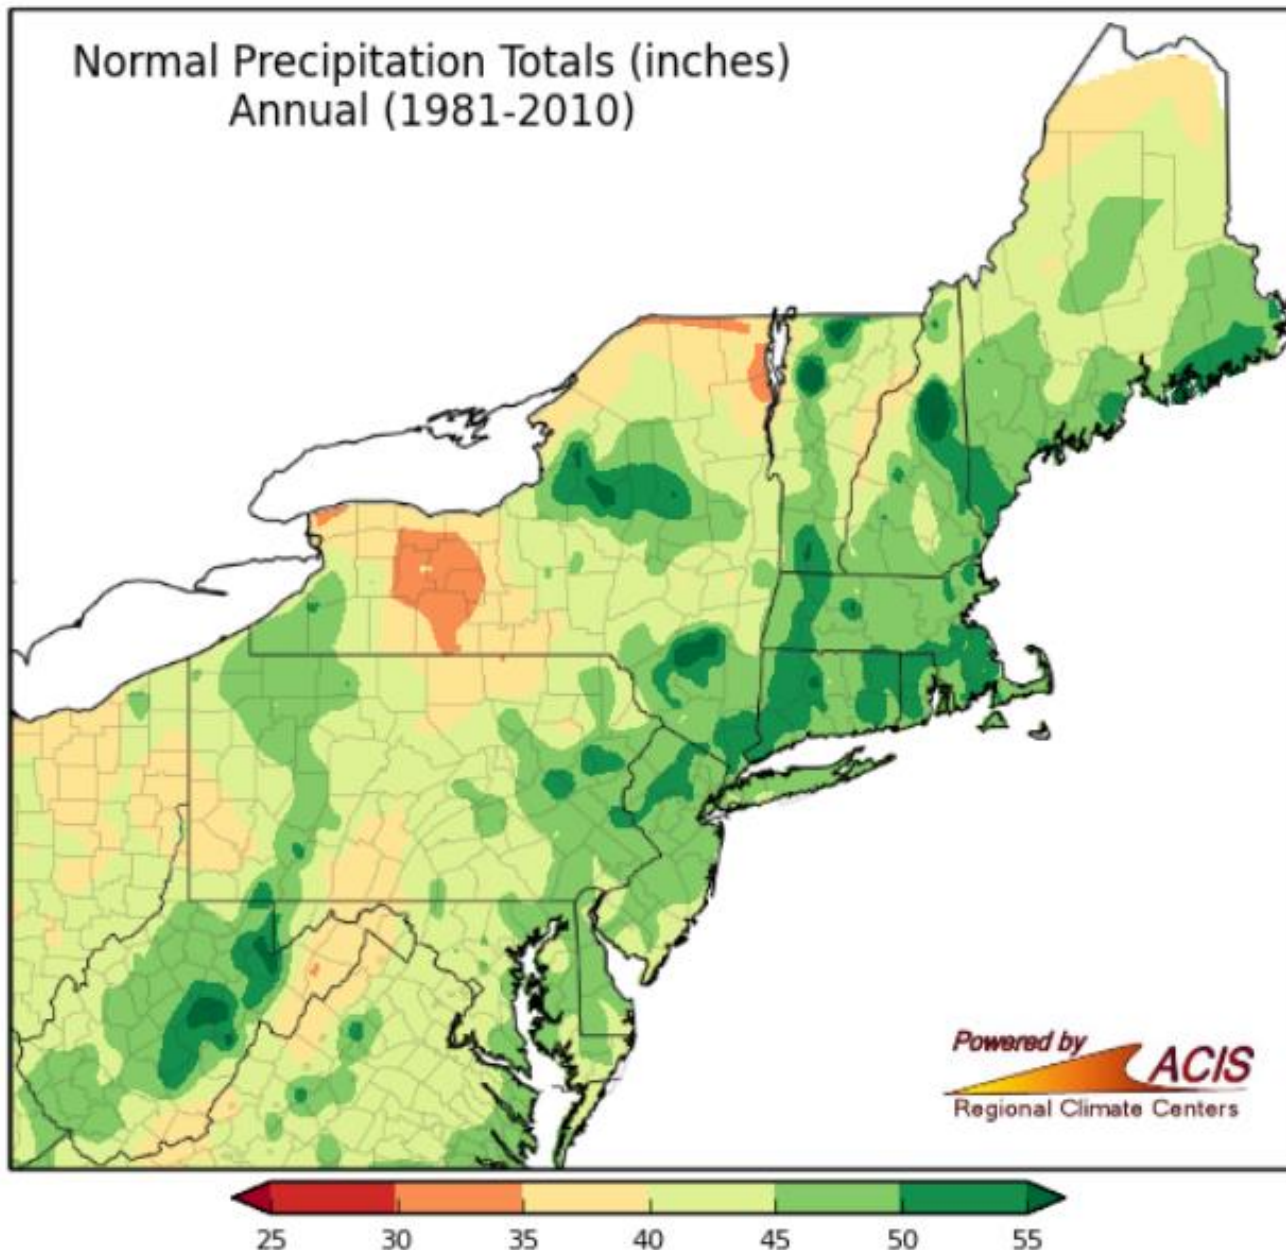 Normal Precipitation Totals (inches)
Annual (1981-2010)
Powered by
ACIS
Regional Climate Centers
25 30 35 40 45 50 55